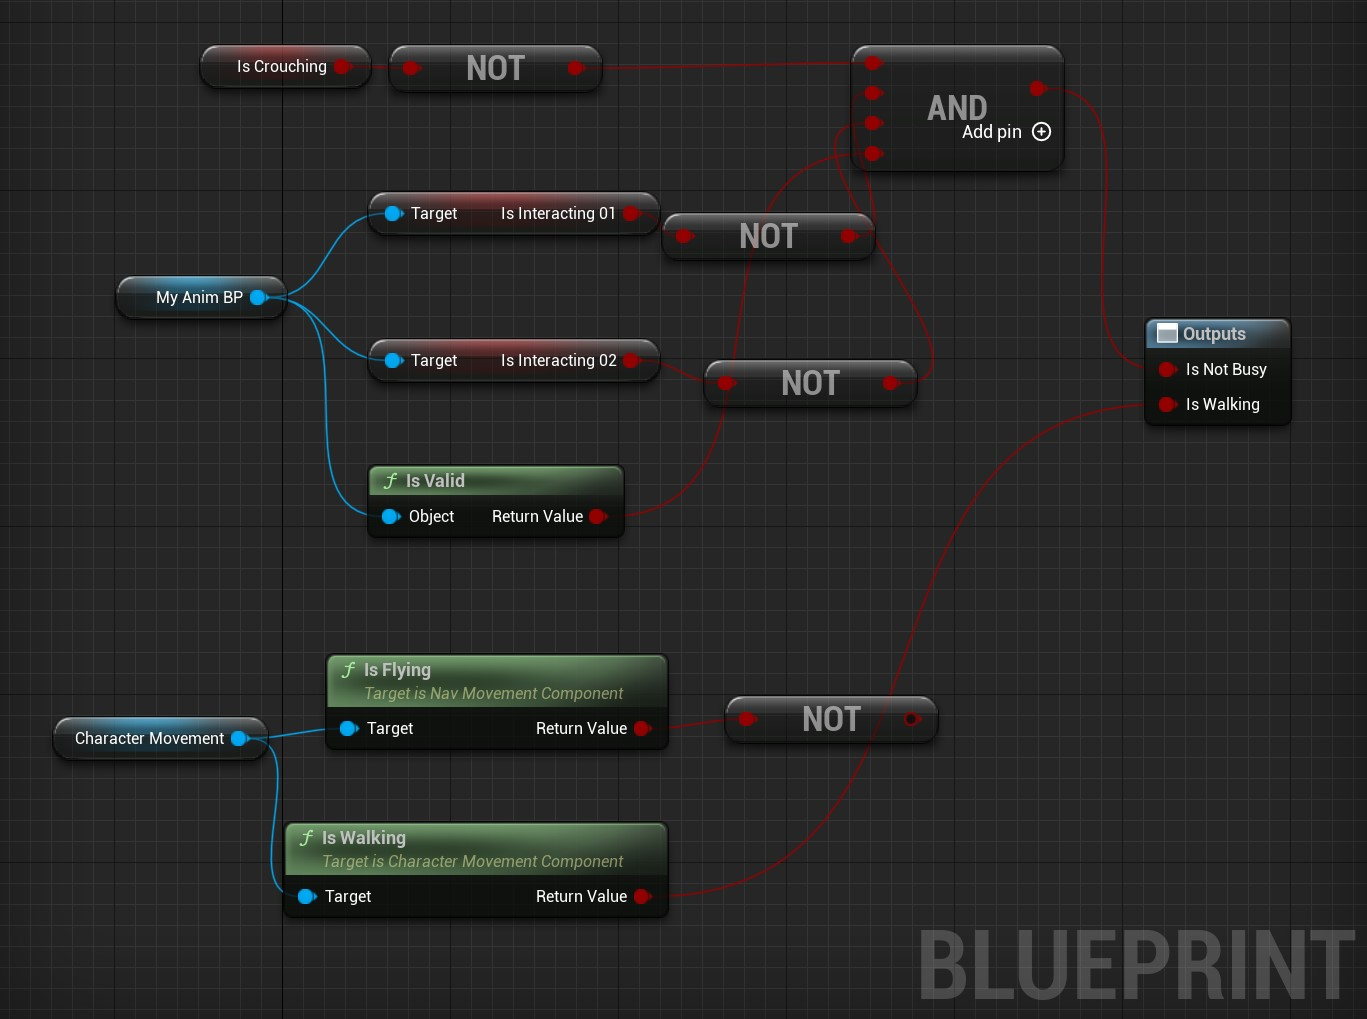 Is Crouching
NOT
AND
Add pin
Target
Is Interacting 01
NOT
My Anim BP
Outputs
Is Not Busy
Is Walking
Target
Is Interacting 02
NOT
f Is Valid
Object
Return Value
f Is Flying
Target is Nav Movement Component
Target
Return Value
NOT
Character Movement
f Is Walking
Target is Character Movement Component
Target
Return Value
BLUEPRINT